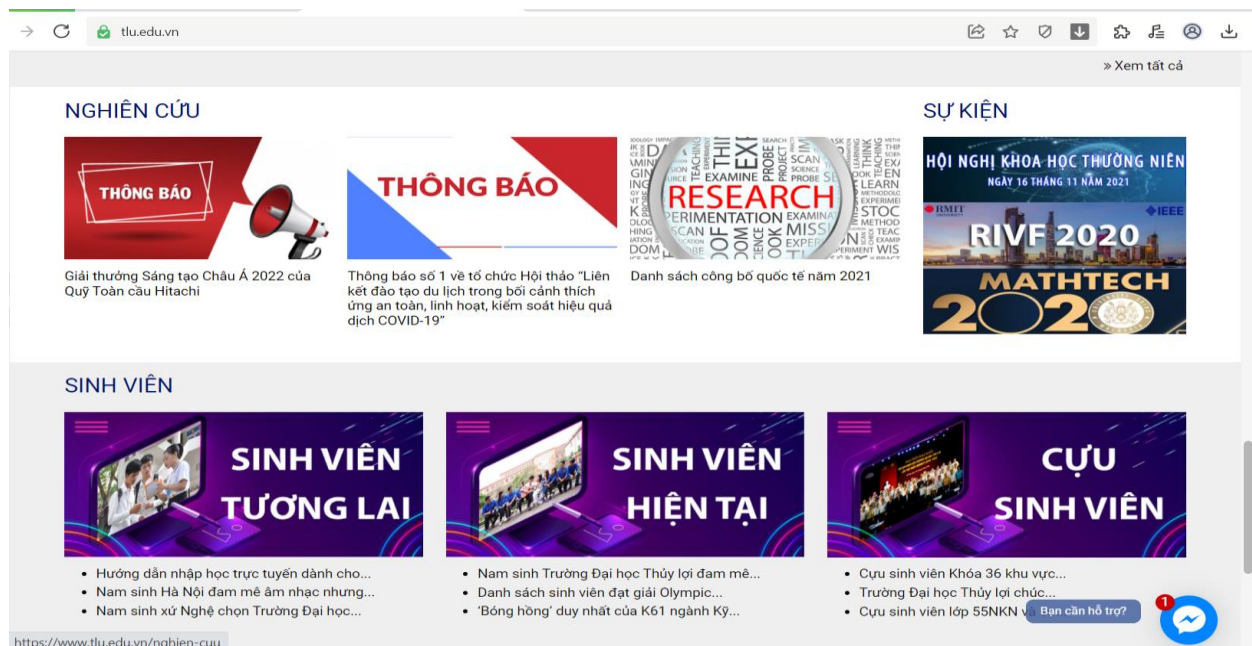 tlu.edu.vn
» Xem tất cả
NGHIÊN CỨU
THÔNG BÁO
THÔNG BÁO
RESEARCH
Giải thưởng Sáng tạo Châu Á 2022 của
Quỹ Toàn cầu Hitachi
Thông báo số 1 về tổ chức Hội thảo “Liên
kết đào tạo du lịch trong bối cảnh thích
ứng an toàn, linh hoạt, kiểm soát hiệu quả
dịch COVID-19”
Danh sách công bố quốc tế năm 2021
SỰ KIỆN
HỘI NGHỊ KHOA HỌC THƯỜNG NIÊN
NGÀY 16 THÁNG 11 NĂM 2021
RMIT
IEEE
RIVF 2020
MATHTECH
2020
SINH VIÊN
SINH VIÊN
TƯƠNG LAI
• Hướng dẫn nhập học trực tuyến dành cho...
• Nam sinh Hà Nội đam mê âm nhạc nhưng...
• Nam sinh xứ Nghệ chọn Trường Đại học...
SINH VIÊN
HIỆN TẠI
• Nam sinh Trường Đại học Thủy lợi đam mê...
• Danh sách sinh viên đạt giải Olympic...
• ‘Bóng hồng’ duy nhất của K61 ngành Kỹ...
CỰU
SINH VIÊN
• Cựu sinh viên Khóa 36 khu vực...
• Trường Đại học Thủy lợi chúc...
• Cựu sinh viên lớp 55NKN
Bạn cần hỗ trợ?
1
https://www.tlu.edu.vn/nghien-cuu